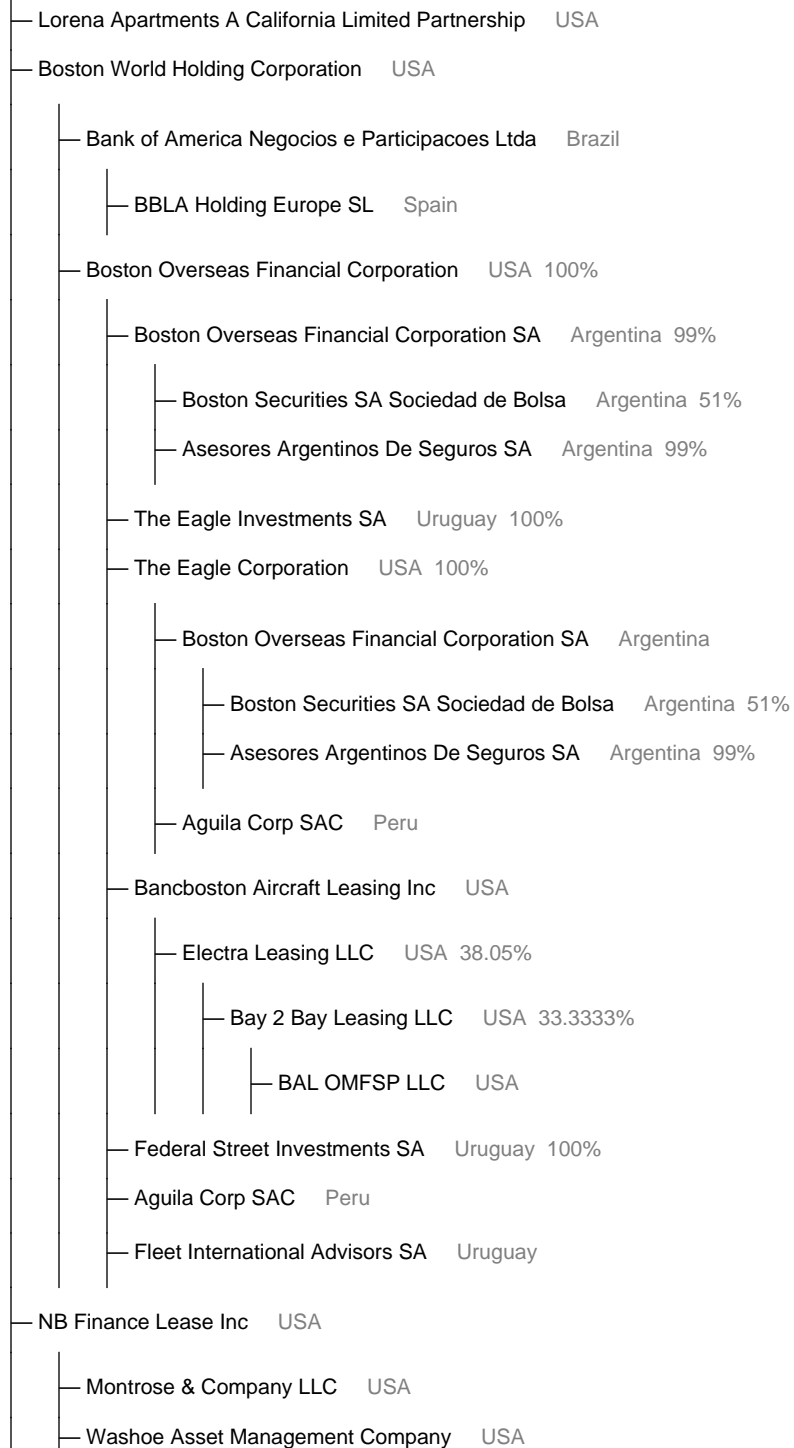 Lorena Apartments A California Limited Partnership USA
Boston World Holding Corporation USA
Bank of America Negocios e Participacoes Ltda Brazil
BBLA Holding Europe SL Spain
Boston Overseas Financial Corporation USA 100%
Boston Overseas Financial Corporation SA Argentina 99%
Boston Securities SA Sociedad de Bolsa Argentina 51%
Asesores Argentinos De Seguros SA Argentina 99%
The Eagle Investments SA Uruguay 100%
The Eagle Corporation USA 100%
Boston Overseas Financial Corporation SA Argentina
Boston Securities SA Sociedad de Bolsa Argentina 51%
Asesores Argentinos De Seguros SA Argentina 99%
Aguila Corp SAC Peru
Bancboston Aircraft Leasing Inc USA
Electra Leasing LLC USA 38.05%
Bay 2 Bay Leasing LLC USA 33.3333%
BAL OMFSP LLC USA
Federal Street Investments SA Uruguay 100%
Aguila Corp SAC Peru
Fleet International Advisors SA Uruguay
NB Finance Lease Inc USA
Montrose & Company LLC USA
Washoe Asset Management Company USA